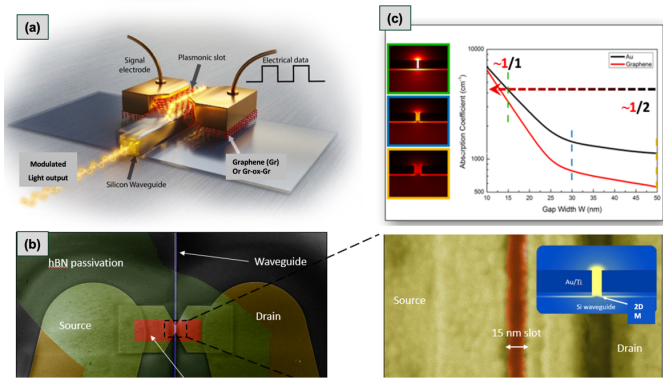 (a)
Signal
electrode
Plasmonic slot
Electrical data
Modulated
Light output
Silicon Waveguide
Graphene (Gr)
Or Gr-ox-Gr
(c)
~1/1
Au
Graphene
~1/2
Absorption Coefficient (cm⁻¹)
5000
1000
500
10 15 20 25 30 35 40 45 50
Gap Width W (nm)
(b)
hBN passivation
Waveguide
Source
Drain
Source
15 nm slot
Drain
Au/Ti
Si waveguide
2D
M